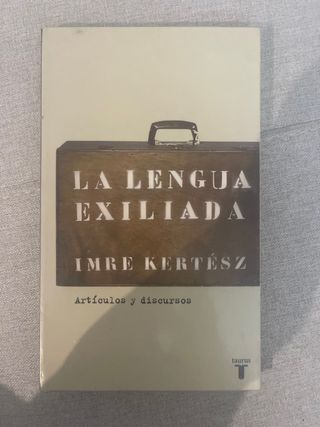 LA LENGUA
EXILIADA
IMRE KERTÉSZ
Artículos y discursos
taurus
T